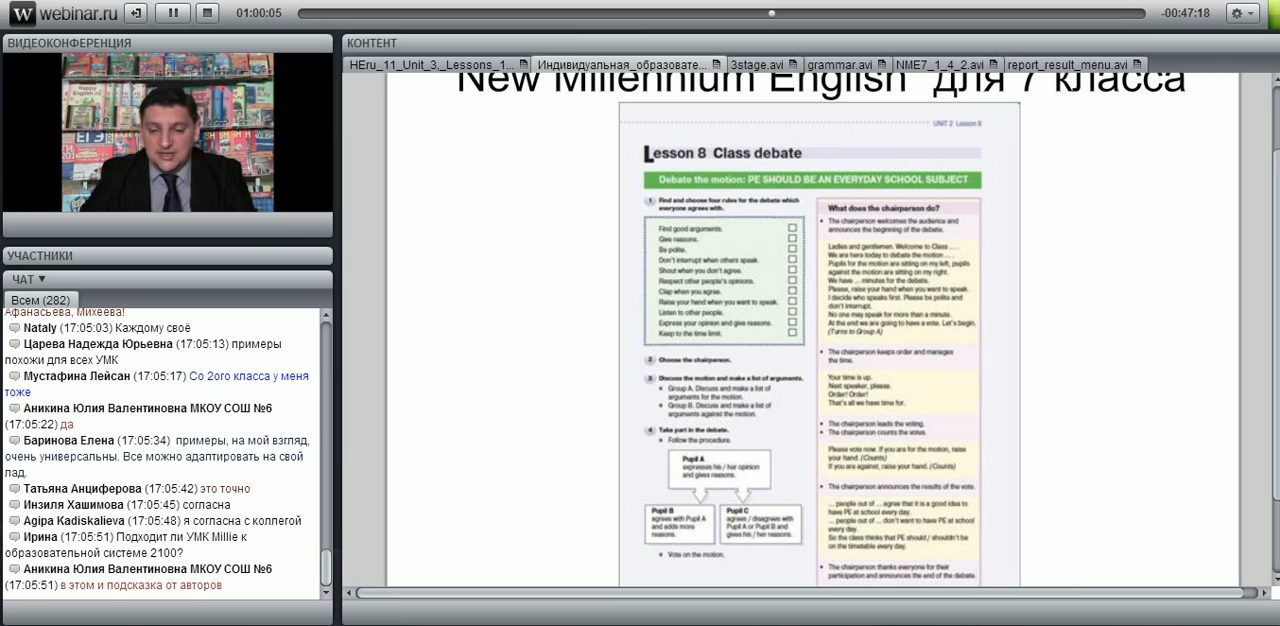 W webinar.ru
01:00:05
-00:47:18
ВИДЕОКОНФЕРЕНЦИЯ
Happy
English.ru
ЕГЭ
УЧАСТНИКИ
ЧАТ
Всем (282)
Афанасьева, Михеева!
Nataly (17:05:03) Каждому своё
Царева Надежда Юрьевна (17:05:13) примеры
похожи для всех УМК
Мустафина Лейсан (17:05:17) Со 2ого класса у меня
тоже
Аникина Юлия Валентиновна МКОУ СОШ №6
(17:05:22) да
Баринова Елена (17:05:34) примеры, на мой взгляд,
очень универсальны. Все можно адаптировать на свой
лад.
Татьяна Анциферова (17:05:42) это точно
Инзиля Хашимова (17:05:45) согласна
Agipa Kadiskalieva (17:05:48) я согласна с коллегой
Ирина (17:05:51) Подходит ли УМК Millie к
образовательной системе 2100?
Аникина Юлия Валентиновна МКОУ СОШ №6
(17:05:51) в этом и подсказка от авторов
КОНТЕНТ
HEru_11_Unit_3,_Lessons_1...
Индивидуальная_образовате...
3stage.avi
grammar.avi
NME7_1_4_2.avi
report_result_menu.avi
New Millennium English" для 7 класса
UNIT 2 Lesson 8
Lesson 8 Class debate
Debate the motion: PE SHOULD BE AN EVERYDAY SCHOOL SUBJECT
1 Find and choose four rules for the debate which
everyone agrees with.
Find good arguments.
Give reasons.
Be polite.
Don't interrupt when others speak.
Shout when you don't agree.
Respect other people's opinions.
Clap when you agree.
Raise your hand when you want to speak.
Listen to other people.
Express your opinion and give reasons.
Keep to the time limit.
2 Choose the chairperson.
3 Discuss the motion and make a list of arguments.
• Group A. Discuss and make a list of
arguments for the motion.
• Group B. Discuss and make a list of
arguments against the motion.
4 Take part in the debate.
• Follow the procedure.
Pupil A
expresses his / her opinion
and gives reasons.
Pupil B
agrees with Pupil A
and adds more
reasons.
Pupil C
agrees / disagrees with
Pupil A or Pupil B and
gives his / her reasons.
• Vote on the motion.
What does the chairperson do?
• The chairperson welcomes the audience and
announces the beginning of the debate.
Ladies and gentlemen. Welcome to Class ... .
We are here today to debate the motion ... .
Pupils for the motion are sitting on my left, pupils
against the motion are sitting on my right.
We have ... minutes for the debate.
Please, raise your hand when you want to speak.
I decide who speaks first. Please be polite and
don't interrupt.
No one may speak for more than a minute.
At the end we are going to have a vote. Let's begin.
(Turns to Group A)
• The chairperson keeps order and manages
the time.
Your time is up.
Next speaker, please.
Order! Order!
That's all we have time for.
• The chairperson leads the voting.
• The chairperson counts the votes.
Please vote now. If you are for the motion, raise
your hand. (Counts)
If you are against, raise your hand. (Counts)
• The chairperson announces the results of the vote.
... people out of ... agree that it is a good idea to
have PE at school every day.
... people out of ... don't want to have PE at school
every day.
So the class thinks that PE should / shouldn't be
on the timetable every day.
• The chairperson thanks everyone for their
participation and announces the end of the debate.